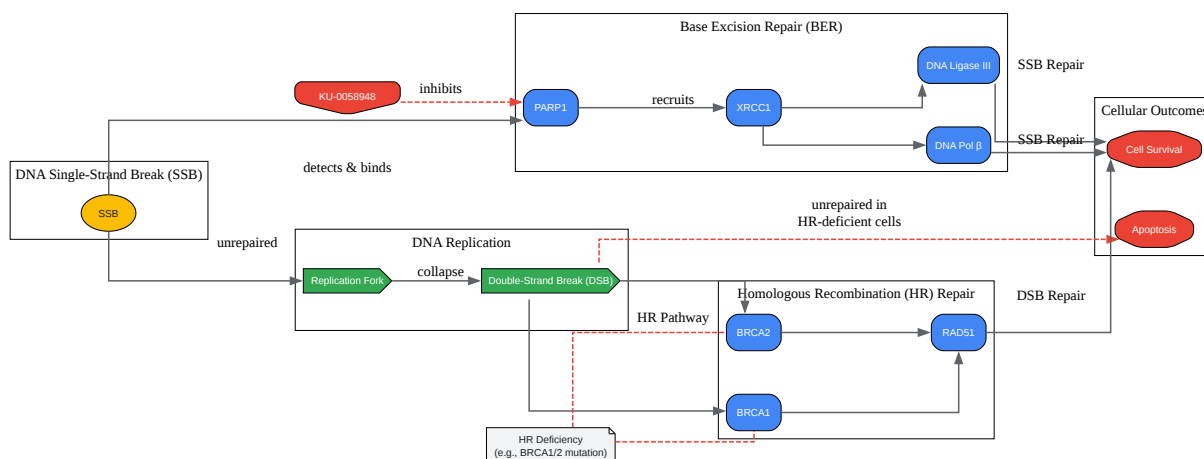 Base Excision Repair (BER)
DNA Ligase III
SSB Repair
KU-0058948
inhibits
PARP1
recruits
XRCC1
Cellular Outcomes
DNA Pol β
SSB Repair
Cell Survival
DNA Single-Strand Break (SSB)
detects & binds
SSB
unrepaired in
HR-deficient cells
Apoptosis
unrepaired
DNA Replication
Replication Fork
collapse
Double-Strand Break (DSB)
Homologous Recombination (HR) Repair
DSB Repair
HR Pathway
BRCA2
RAD51
BRCA1
HR Deficiency
(e.g., BRCA1/2 mutation)